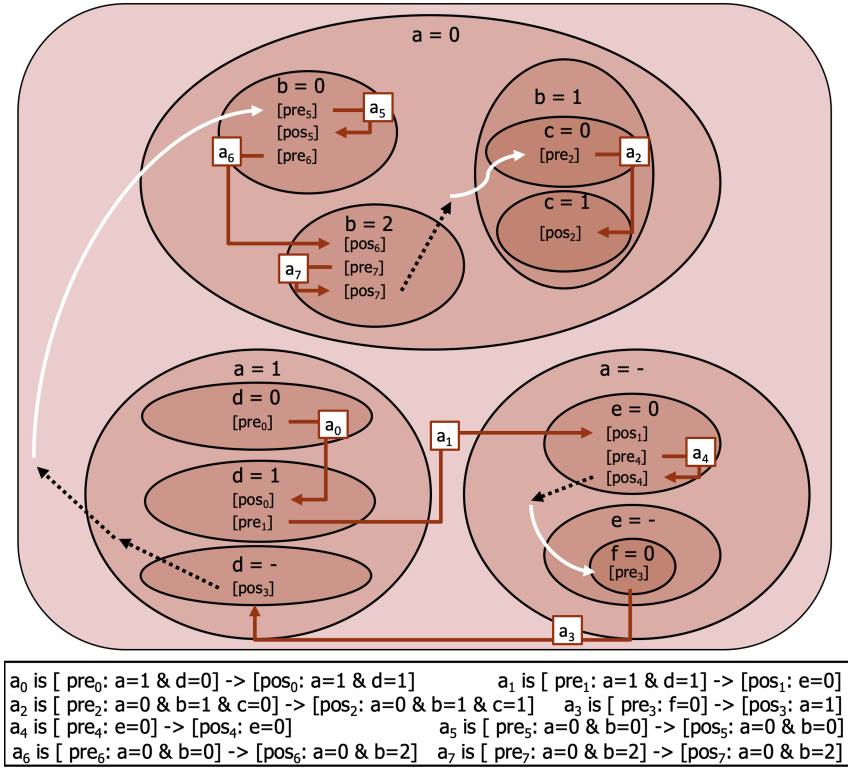 a = 0
b = 0
[pre₅]
a₅
[pos₅]
a₆
[pre₆]
b = 1
c = 0
[pre₂]
a₂
c = 1
[pos₂]
b = 2
[pos₆]
a₇
[pre₇]
[pos₇]
a = 1
d = 0
[pre₀]
a₀
d = 1
[pos₀]
[pre₁]
d = -
[pos₃]
a₁
a = -
e = 0
[pos₁]
[pre₄]
a₄
[pos₄]
e = -
f = 0
[pre₃]
a₃
a₀ is [ pre₀: a=1 & d=0] -> [pos₀: a=1 & d=1] a₁ is [ pre₁: a=1 & d=1] -> [pos₁: e=0]
a₂ is [ pre₂: a=0 & b=1 & c=0] -> [pos₂: a=0 & b=1 & c=1] a₃ is [ pre₃: f=0] -> [pos₃: a=1]
a₄ is [ pre₄: e=0] -> [pos₄: e=0] a₅ is [ pre₅: a=0 & b=0] -> [pos₅: a=0 & b=0]
a₆ is [ pre₆: a=0 & b=0] -> [pos₆: a=0 & b=2] a₇ is [ pre₇: a=0 & b=2] -> [pos₇: a=0 & b=2]